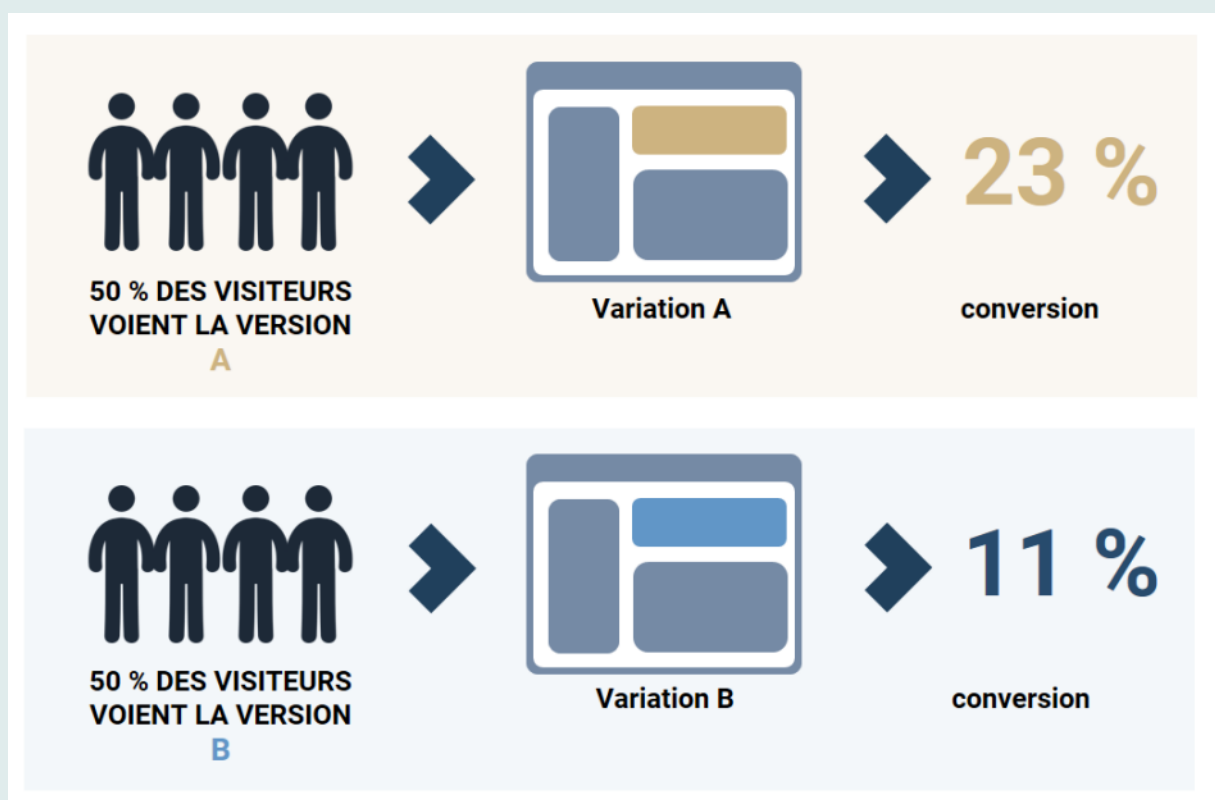 50 % DES VISITEURS
VOIENT LA VERSION
A
Variation A
23 %
conversion
50 % DES VISITEURS
VOIENT LA VERSION
B
Variation B
11 %
conversion